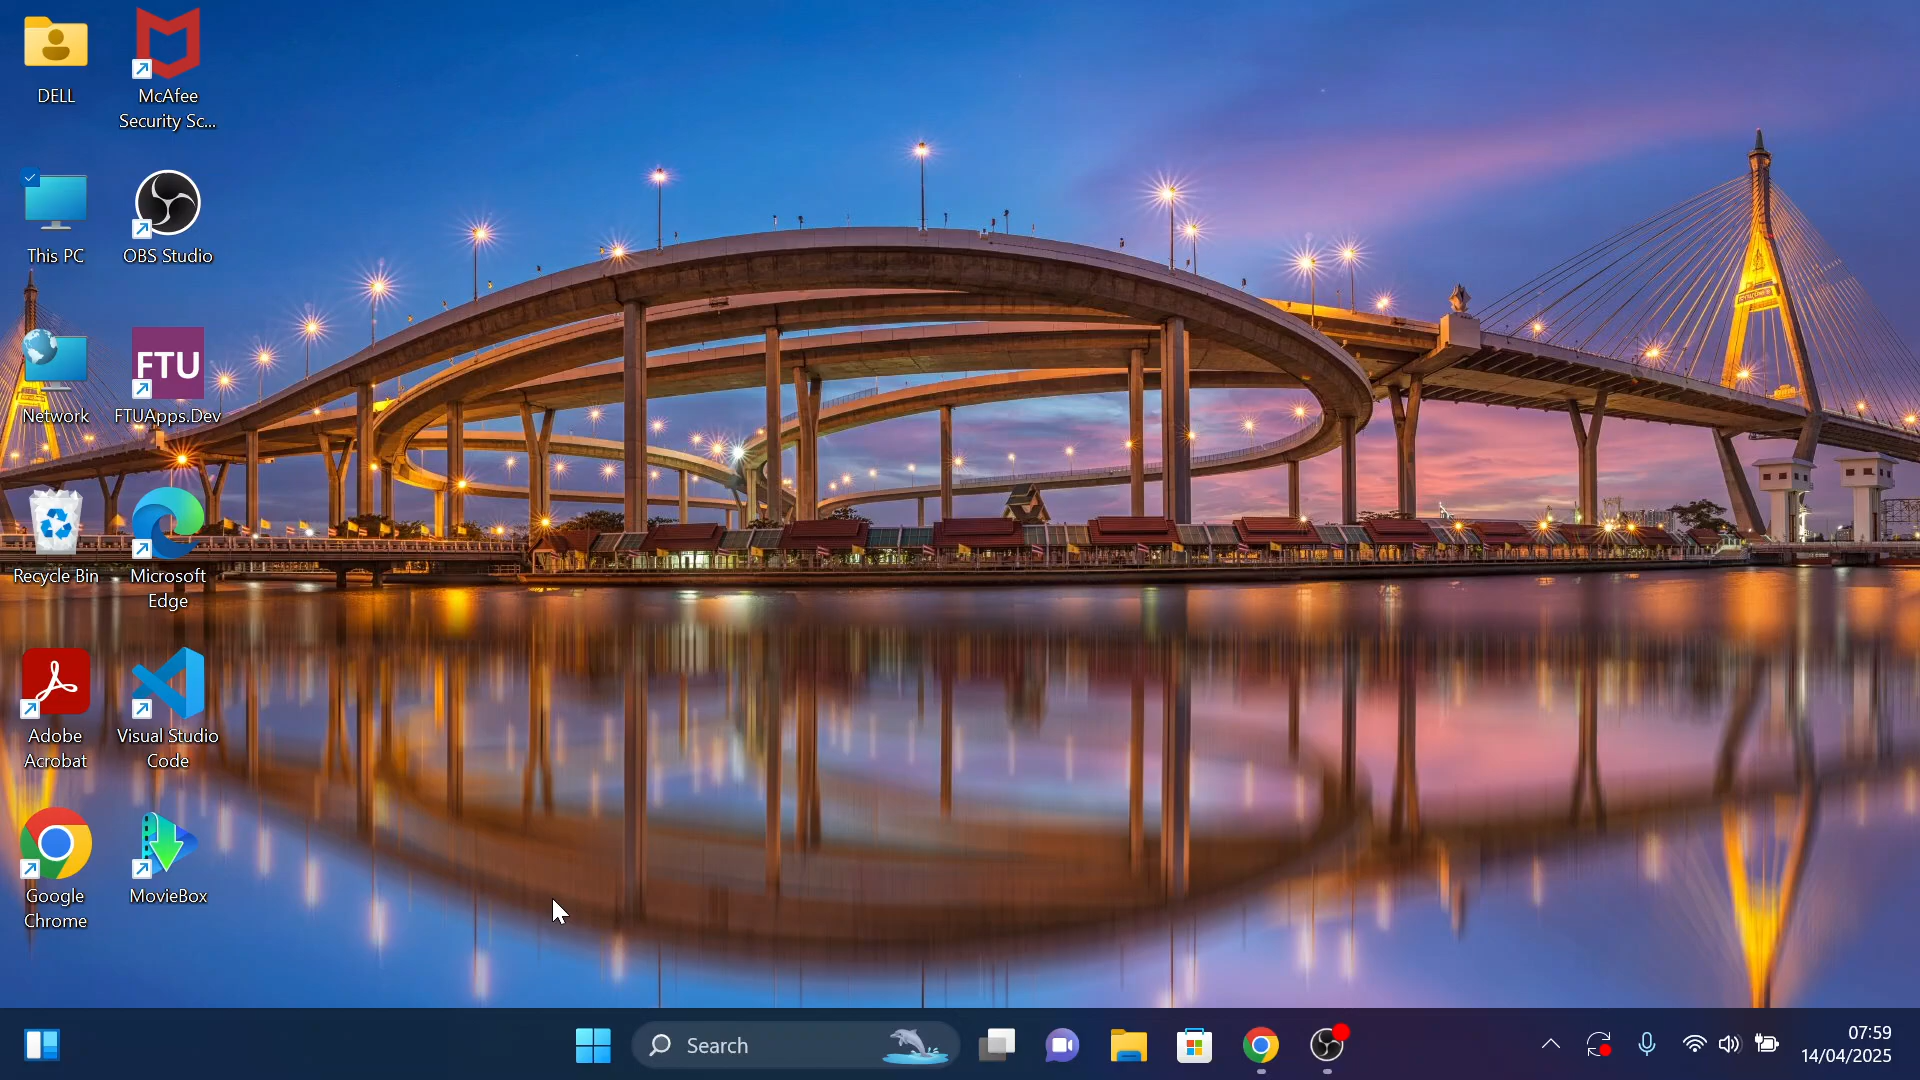 DELL
McAfee
Security Sc...
This PC
OBS Studio
Network
FTU
FTUApps.Dev
Recycle Bin
Microsoft
Edge
Adobe
Acrobat
Visual Studio
Code
Google
Chrome
MovieBox
Search
07:59
14/04/2025